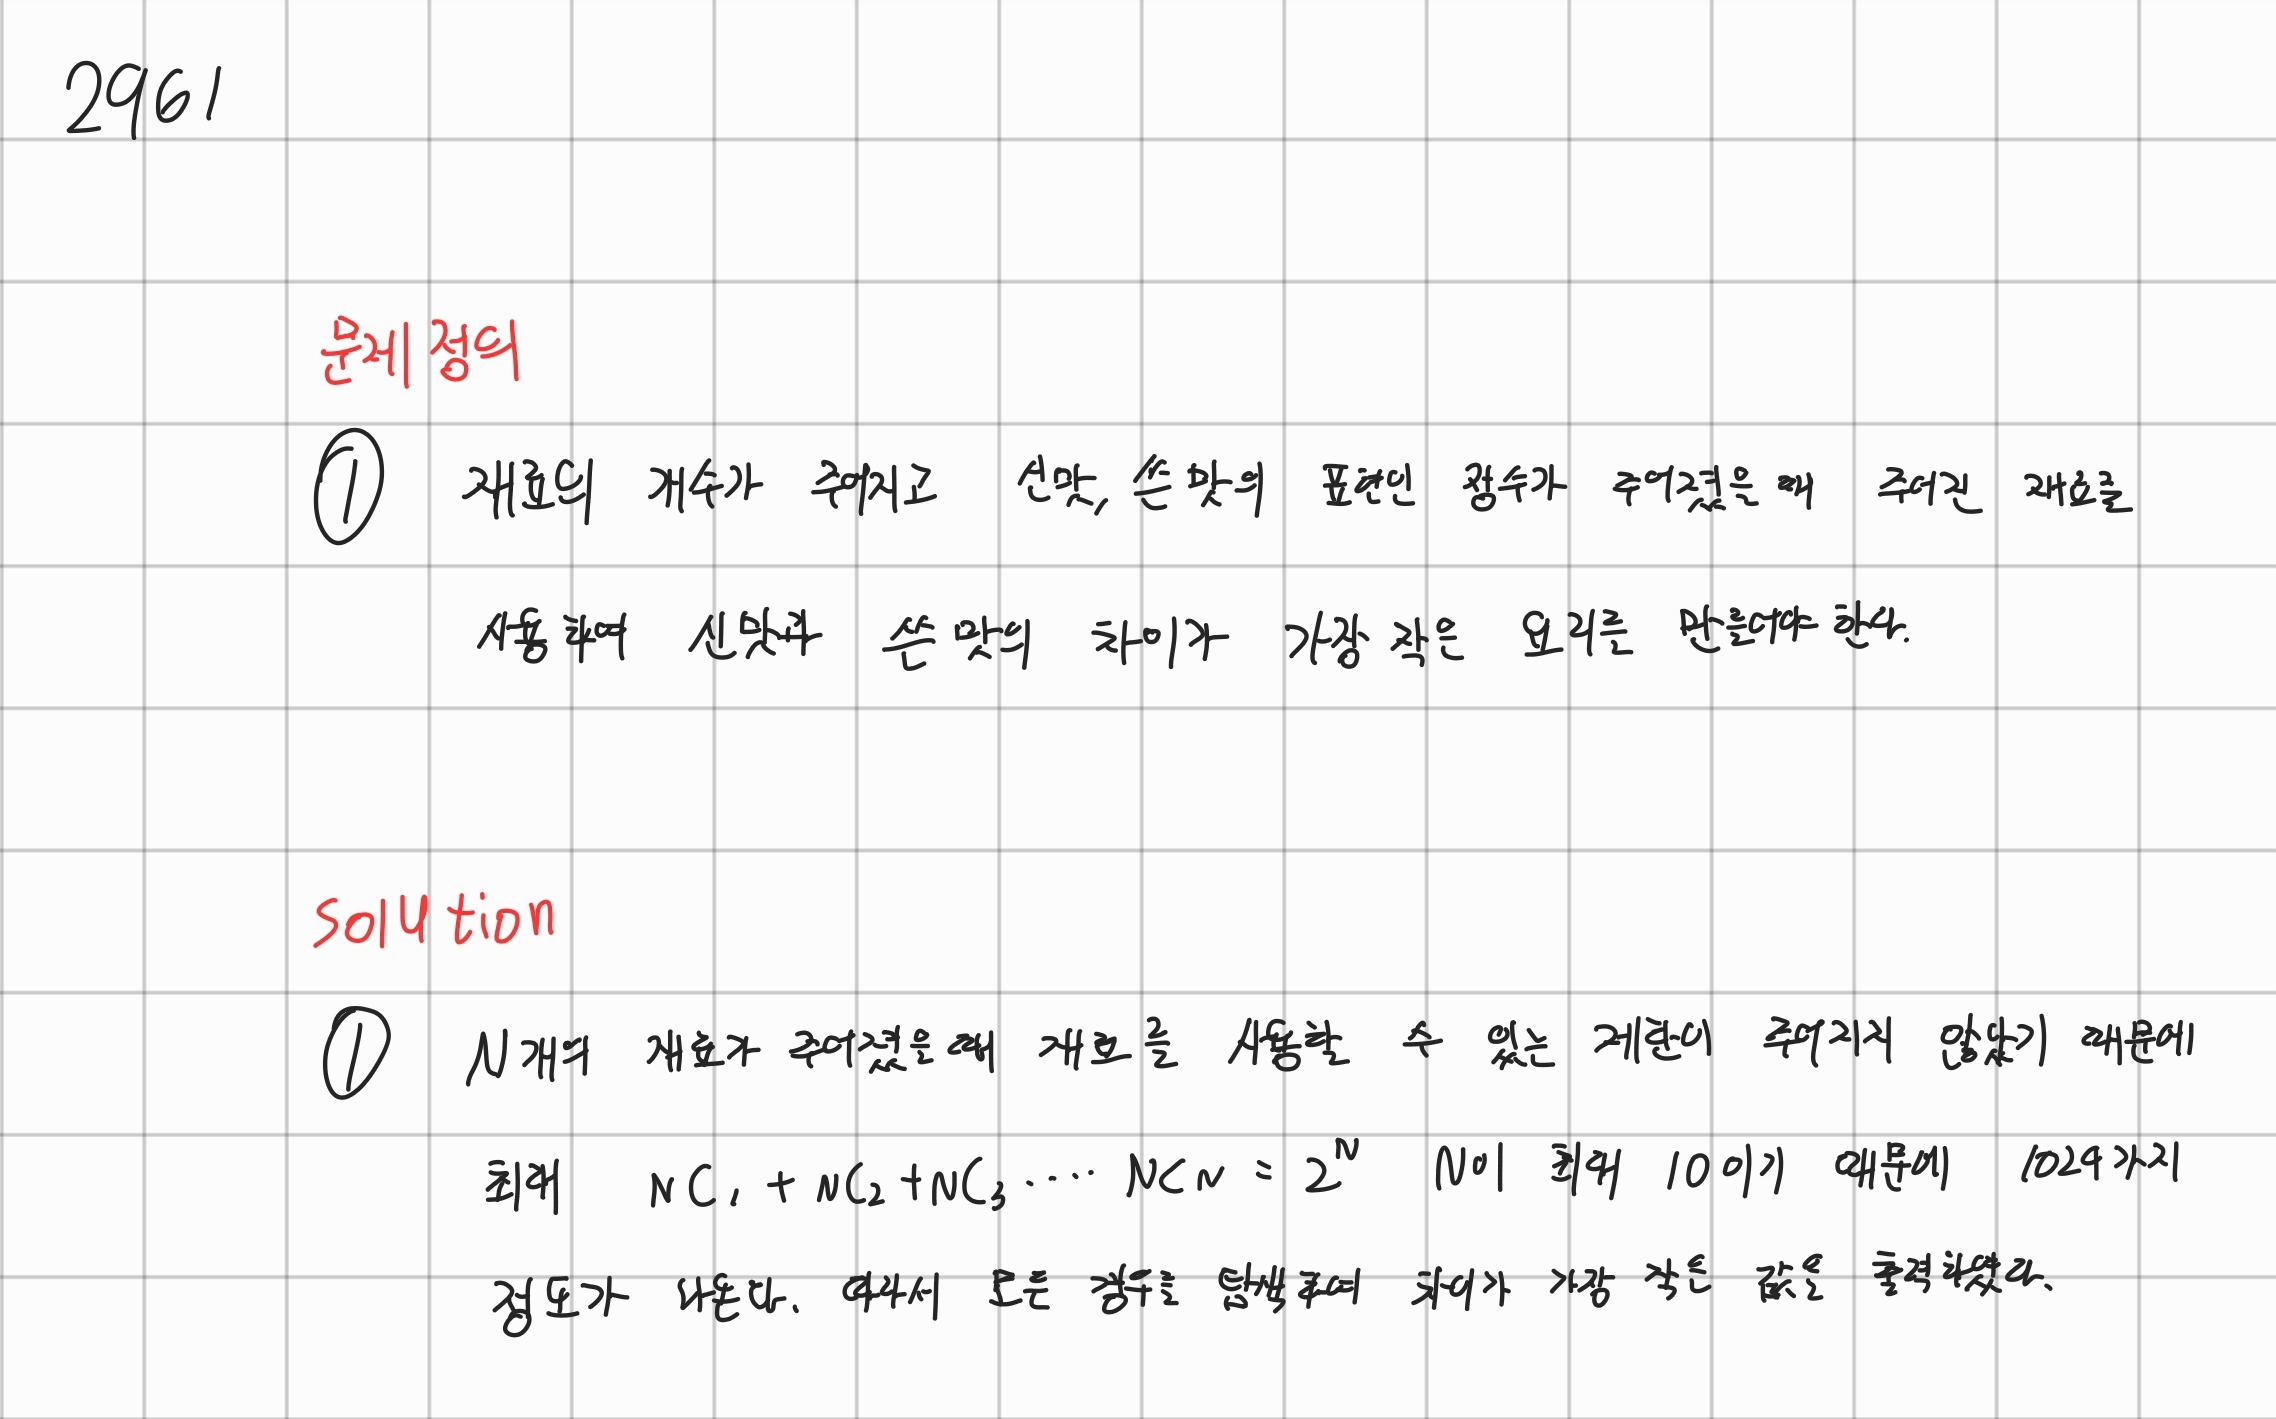 2961
문제 정의
① 재료의 개수가 주어지고 신맛, 쓴맛의 표현인 점수가 주어졌을 때 주어진 재료를
사용하여 신맛과 쓴맛의 차이가 가장 작은 요리를 만들어야 한다.
Solution
① N개의 재료가 주어졌을 때 재료를 사용할 수 있는 제한이 주어지지 않았기 때문에
최대 NC₁ + NC₂ + NC₃ ····· NCN = 2^N N이 최대 10이기 때문에 1024가지
정도가 나온다. 따라서 모든 경우를 탐색하며 차이가 가장 작은 값을 출력하였다.